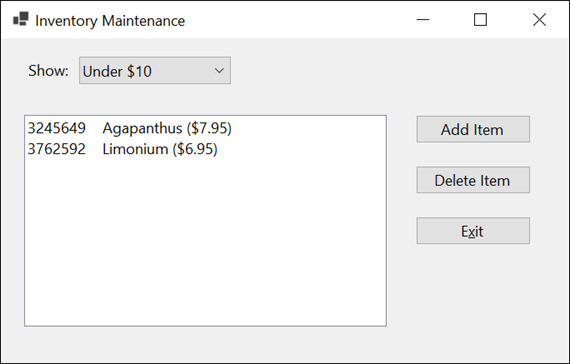 Inventory Maintenance
Show: Under $10
3245649 Agapanthus ($7.95)
3762592 Limonium ($6.95)
Add Item
Delete Item
Exit